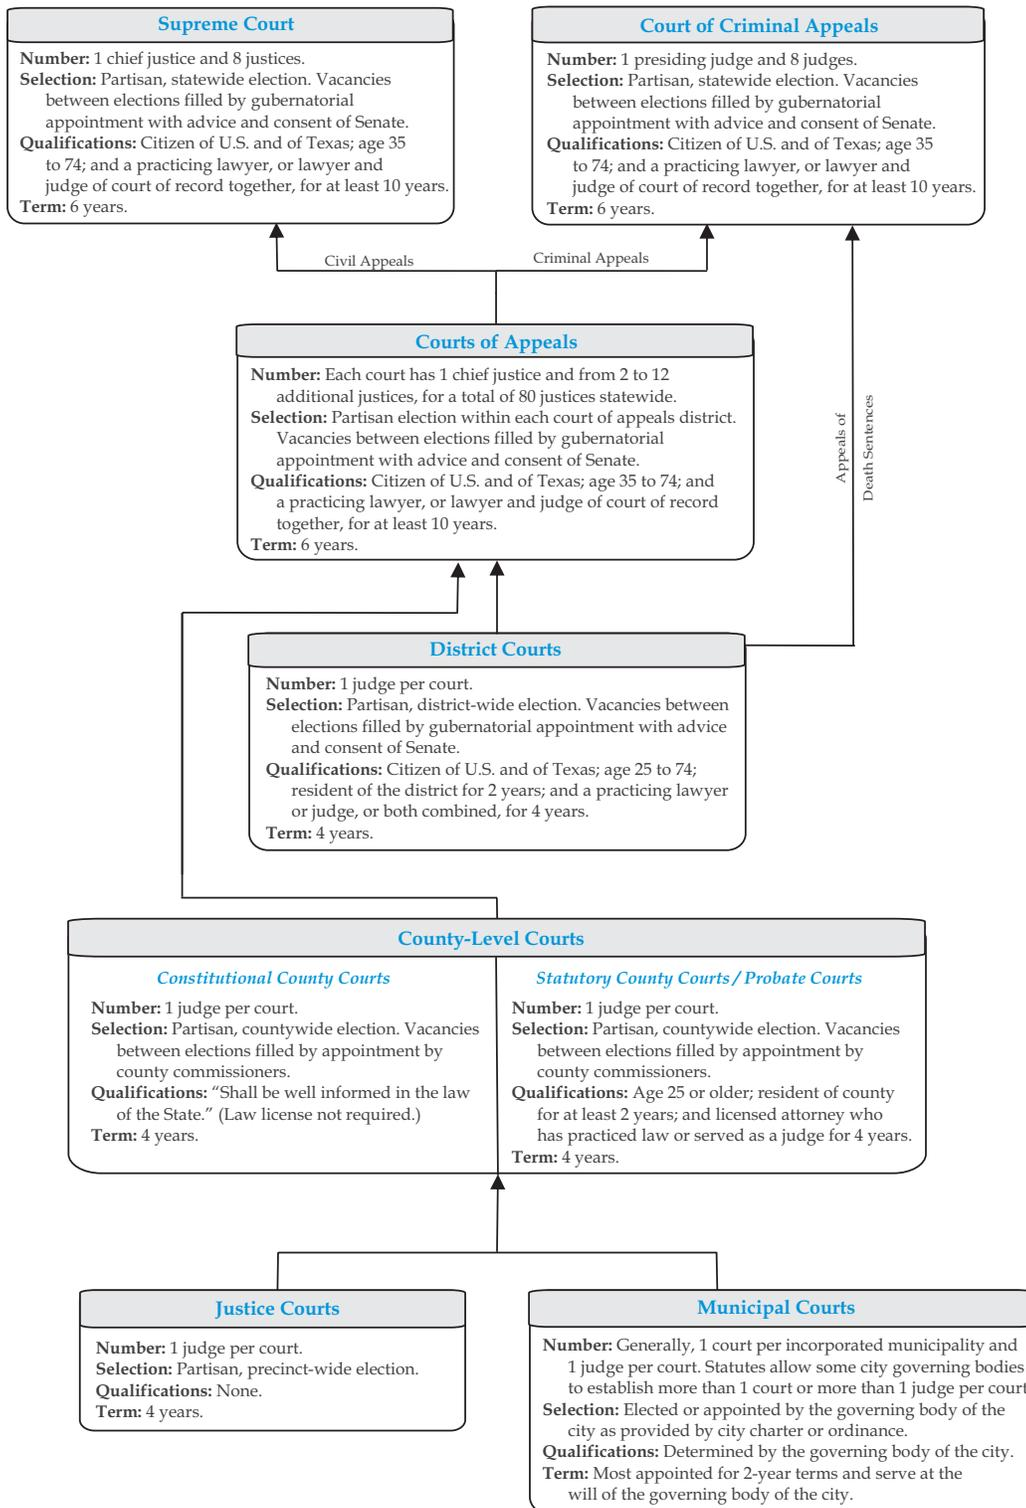 Supreme Court
Number: 1 chief justice and 8 justices.
Selection: Partisan, statewide election. Vacancies
between elections filled by gubernatorial
appointment with advice and consent of Senate.
Qualifications: Citizen of U.S. and of Texas; age 35
to 74; and a practicing lawyer, or lawyer and
judge of court of record together, for at least 10 years.
Term: 6 years.
Court of Criminal Appeals
Number: 1 presiding judge and 8 judges.
Selection: Partisan, statewide election. Vacancies
between elections filled by gubernatorial
appointment with advice and consent of Senate.
Qualifications: Citizen of U.S. and of Texas; age 35
to 74; and a practicing lawyer, or lawyer and
judge of court of record together, for at least 10 years.
Term: 6 years.
Civil Appeals
Criminal Appeals
Appeals of
Death Sentences
Courts of Appeals
Number: Each court has 1 chief justice and from 2 to 12
additional justices, for a total of 80 justices statewide.
Selection: Partisan election within each court of appeals district.
Vacancies between elections filled by gubernatorial
appointment with advice and consent of Senate.
Qualifications: Citizen of U.S. and of Texas; age 35 to 74; and
a practicing lawyer, or lawyer and judge of court of record
together, for at least 10 years.
Term: 6 years.
District Courts
Number: 1 judge per court.
Selection: Partisan, district-wide election. Vacancies between
elections filled by gubernatorial appointment with advice
and consent of Senate.
Qualifications: Citizen of U.S. and of Texas; age 25 to 74;
resident of the district for 2 years; and a practicing lawyer
or judge, or both combined, for 4 years.
Term: 4 years.
County-Level Courts
Constitutional County Courts
Number: 1 judge per court.
Selection: Partisan, countywide election. Vacancies
between elections filled by appointment by
county commissioners.
Qualifications: “Shall be well informed in the law
of the State.” (Law license not required.)
Term: 4 years.
Statutory County Courts / Probate Courts
Number: 1 judge per court.
Selection: Partisan, countywide election. Vacancies
between elections filled by appointment by
county commissioners.
Qualifications: Age 25 or older; resident of county
for at least 2 years; and licensed attorney who
has practiced law or served as a judge for 4 years.
Term: 4 years.
Justice Courts
Number: 1 judge per court.
Selection: Partisan, precinct-wide election.
Qualifications: None.
Term: 4 years.
Municipal Courts
Number: Generally, 1 court per incorporated municipality and
1 judge per court. Statutes allow some city governing bodies
to establish more than 1 court or more than 1 judge per court
Selection: Elected or appointed by the governing body of the
city as provided by city charter or ordinance.
Qualifications: Determined by the governing body of the city.
Term: Most appointed for 2-year terms and serve at the
will of the governing body of the city.